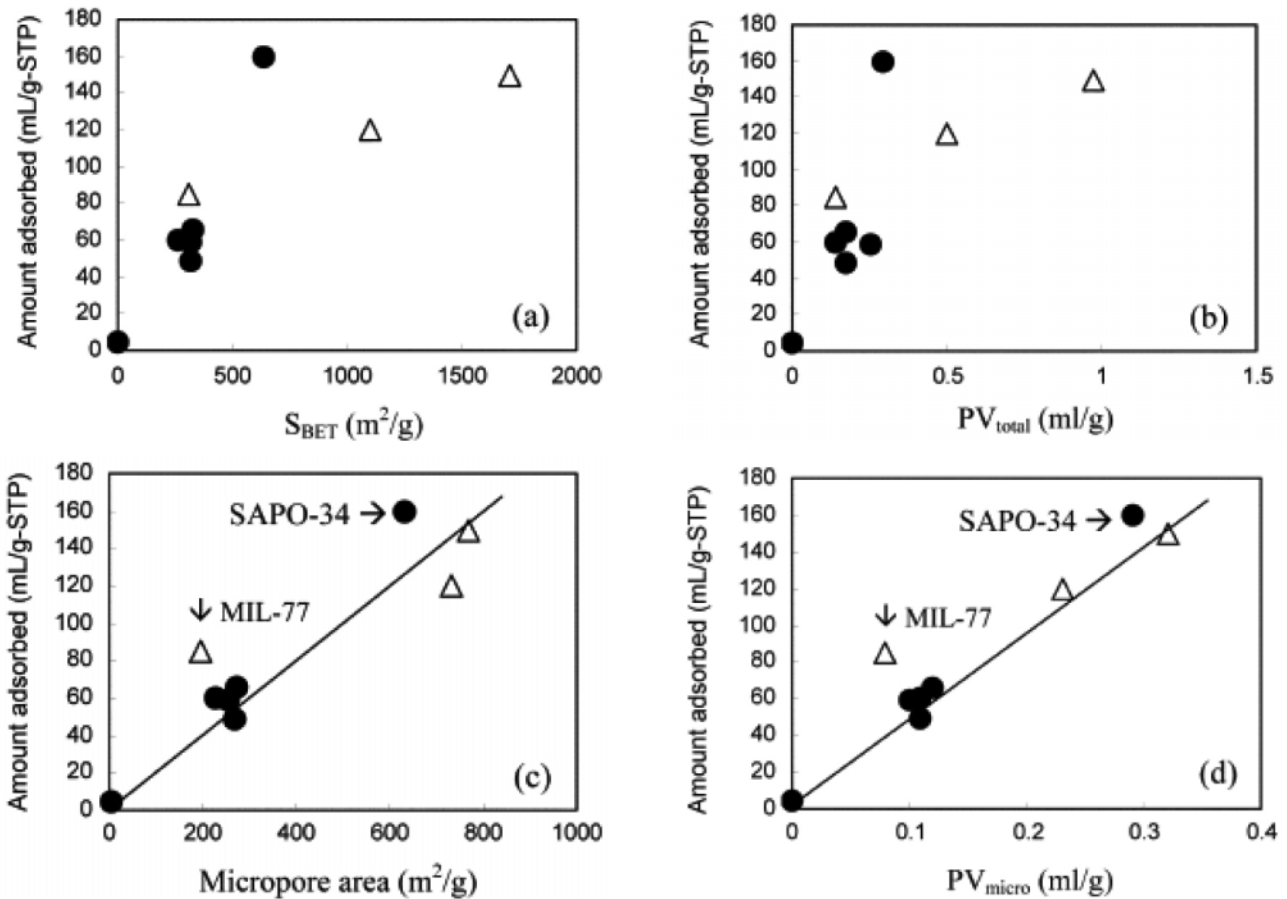 Amount adsorbed (mL/g-STP)
180
160
140
120
100
80
60
40
20
0
0 500 1000 1500 2000
(a)
S_BET (m²/g)
Amount adsorbed (mL/g-STP)
180
160
140
120
100
80
60
40
20
0
0 0.5 1 1.5
(b)
PV_total (ml/g)
Amount adsorbed (mL/g-STP)
180
160
140
120
100
80
60
40
20
0
SAPO-34 →
↓ MIL-77
(c)
0 200 400 600 800 1000
Micropore area (m²/g)
Amount adsorbed (mL/g-STP)
180
160
140
120
100
80
60
40
20
0
SAPO-34 →
↓ MIL-77
(d)
0 0.1 0.2 0.3 0.4
PV_micro (ml/g)